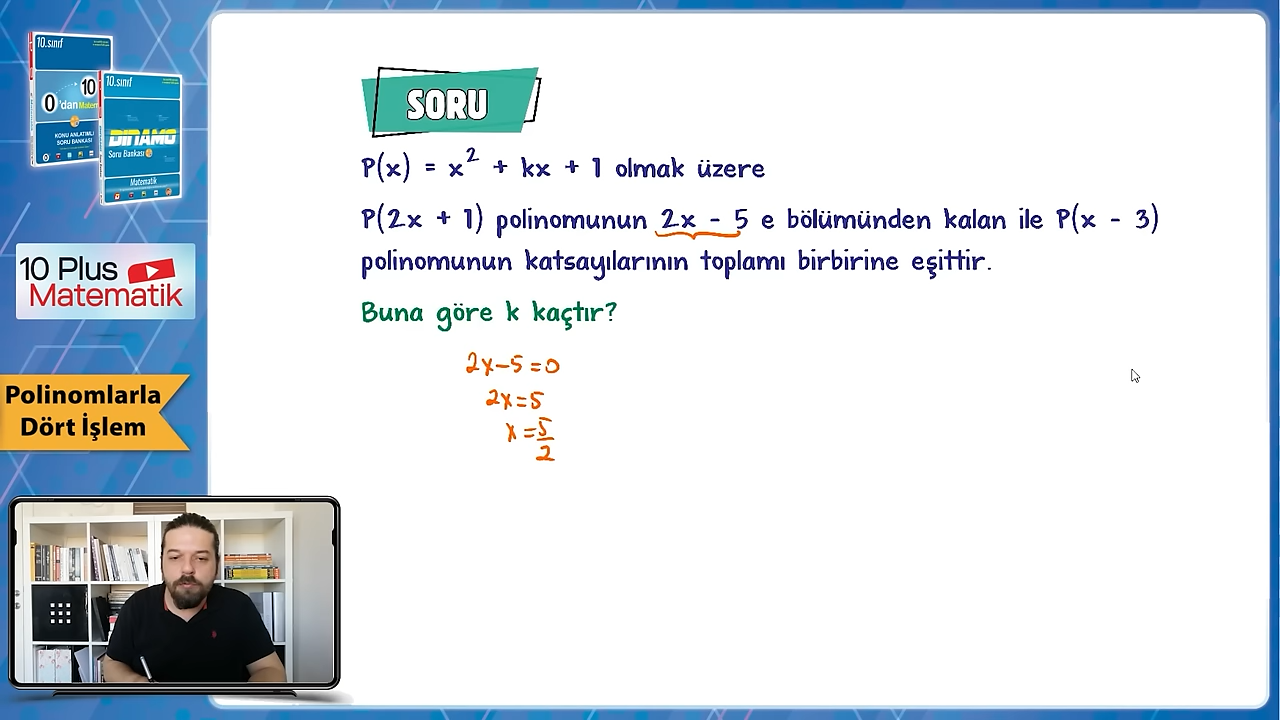 10.sınıf
0'dan 10
KONU ANLATIMLI
SORU BANKASI
10.sınıf
DİNAMO
Soru Bankası
Matematik
10 Plus
Matematik
Polinomlarla
Dört İşlem
SORU
P(x) = x² + kx + 1 olmak üzere
P(2x + 1) polinomunun 2x - 5 e bölümünden kalan ile P(x - 3)
polinomunun katsayılarının toplamı birbirine eşittir.
Buna göre k kaçtır?
2x-5=0
2x=5
x=5/2